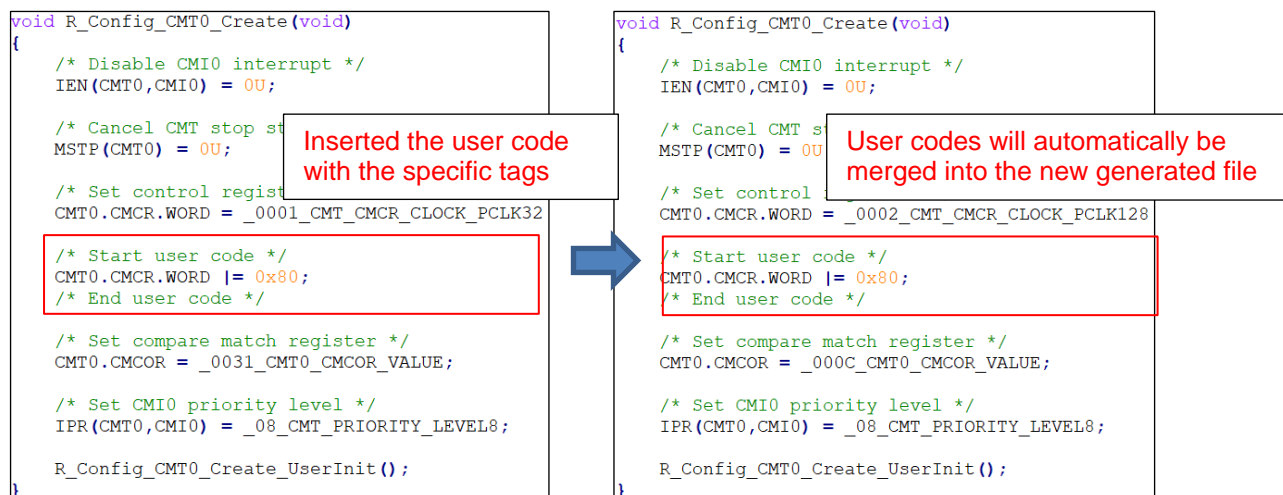 void R_Config_CMT0_Create(void)
{
/* Disable CMI0 interrupt */
IEN(CMT0,CMI0) = 0U;
/* Cancel CMT stop st
MSTP(CMT0) = 0U;
/* Set control regist
CMT0.CMCR.WORD = _0001_CMT_CMCR_CLOCK_PCLK32
/* Start user code */
CMT0.CMCR.WORD |= 0x80;
/* End user code */
/* Set compare match register */
CMT0.CMCOR = _0031_CMT0_CMCOR_VALUE;
/* Set CMI0 priority level */
IPR(CMT0,CMI0) = _08_CMT_PRIORITY_LEVEL8;
R_Config_CMT0_Create_UserInit();
}
Inserted the user code
with the specific tags
void R_Config_CMT0_Create(void)
{
/* Disable CMI0 interrupt */
IEN(CMT0,CMI0) = 0U;
/* Cancel CMT st
MSTP(CMT0) = 0U
/* Set control
CMT0.CMCR.WORD = _0002_CMT_CMCR_CLOCK_PCLK128
/* Start user code */
CMT0.CMCR.WORD |= 0x80;
/* End user code */
/* Set compare match register */
CMT0.CMCOR = _000C_CMT0_CMCOR_VALUE;
/* Set CMI0 priority level */
IPR(CMT0,CMI0) = _08_CMT_PRIORITY_LEVEL8;
R_Config_CMT0_Create_UserInit();
}
User codes will automatically be
merged into the new generated file